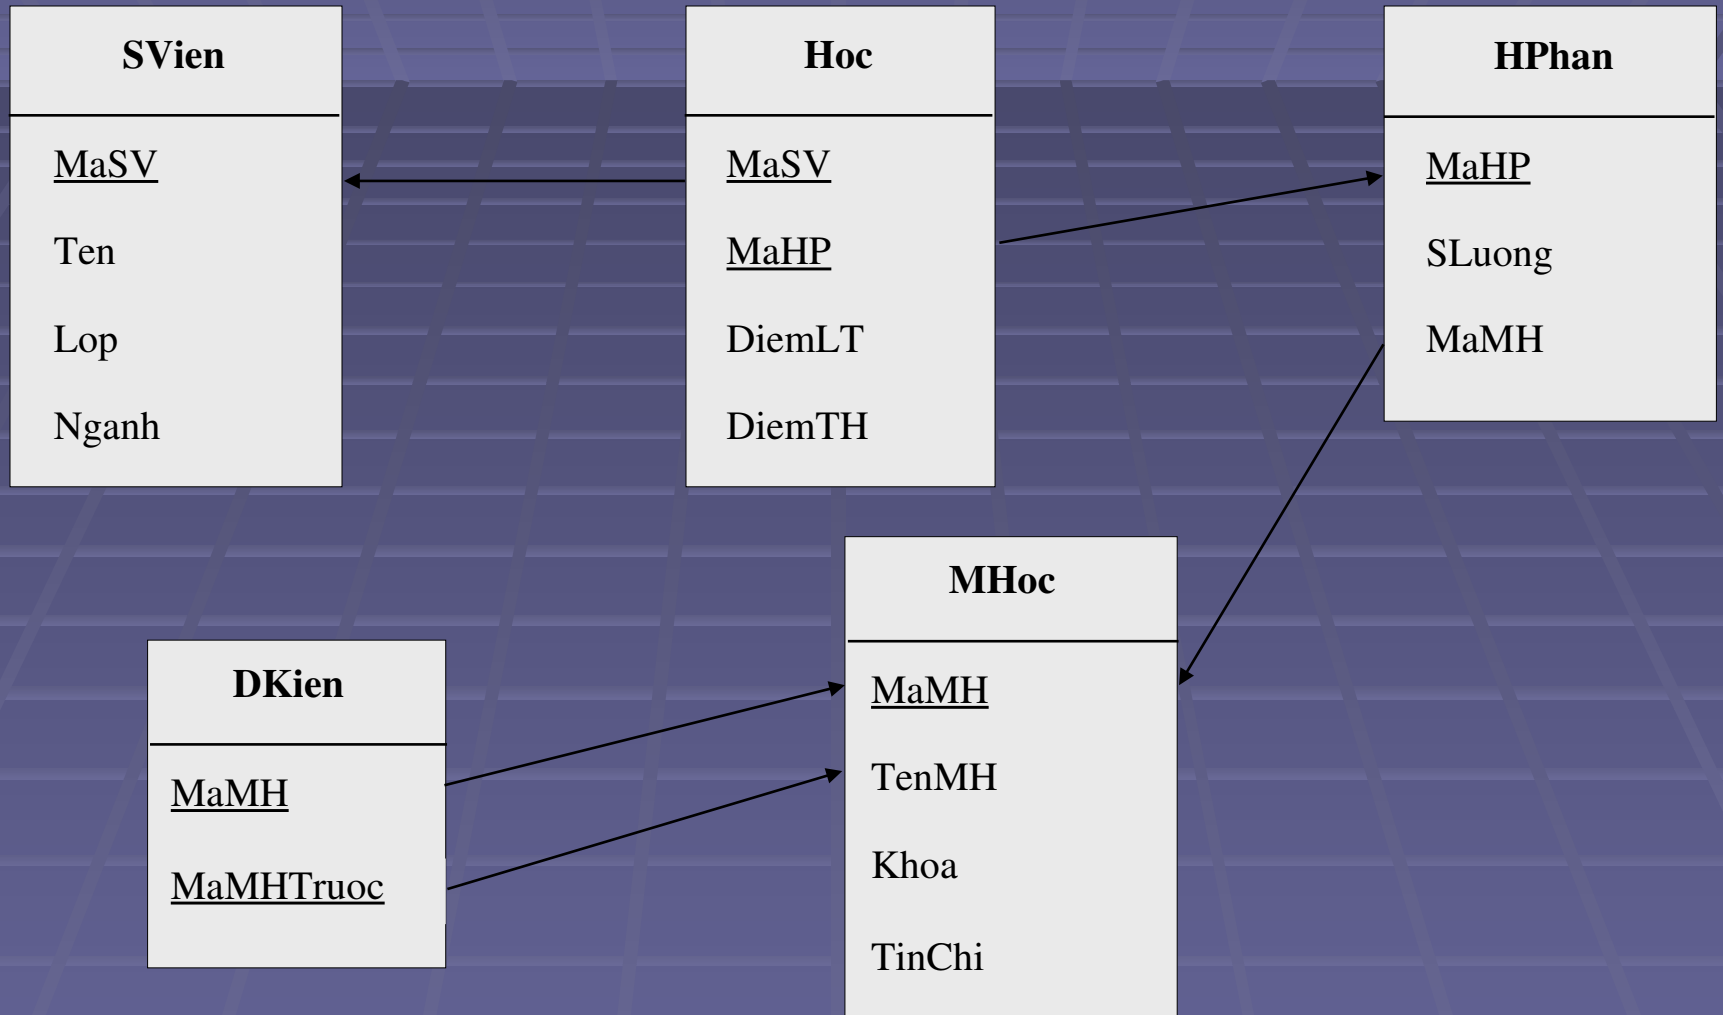 SVien
MaSV
Ten
Lop
Nganh
Hoc
MaSV
MaHP
DiemLT
DiemTH
HPhan
MaHP
SLuong
MaMH
DKien
MaMH
MaMHTruoc
MHoc
MaMH
TenMH
Khoa
TinChi